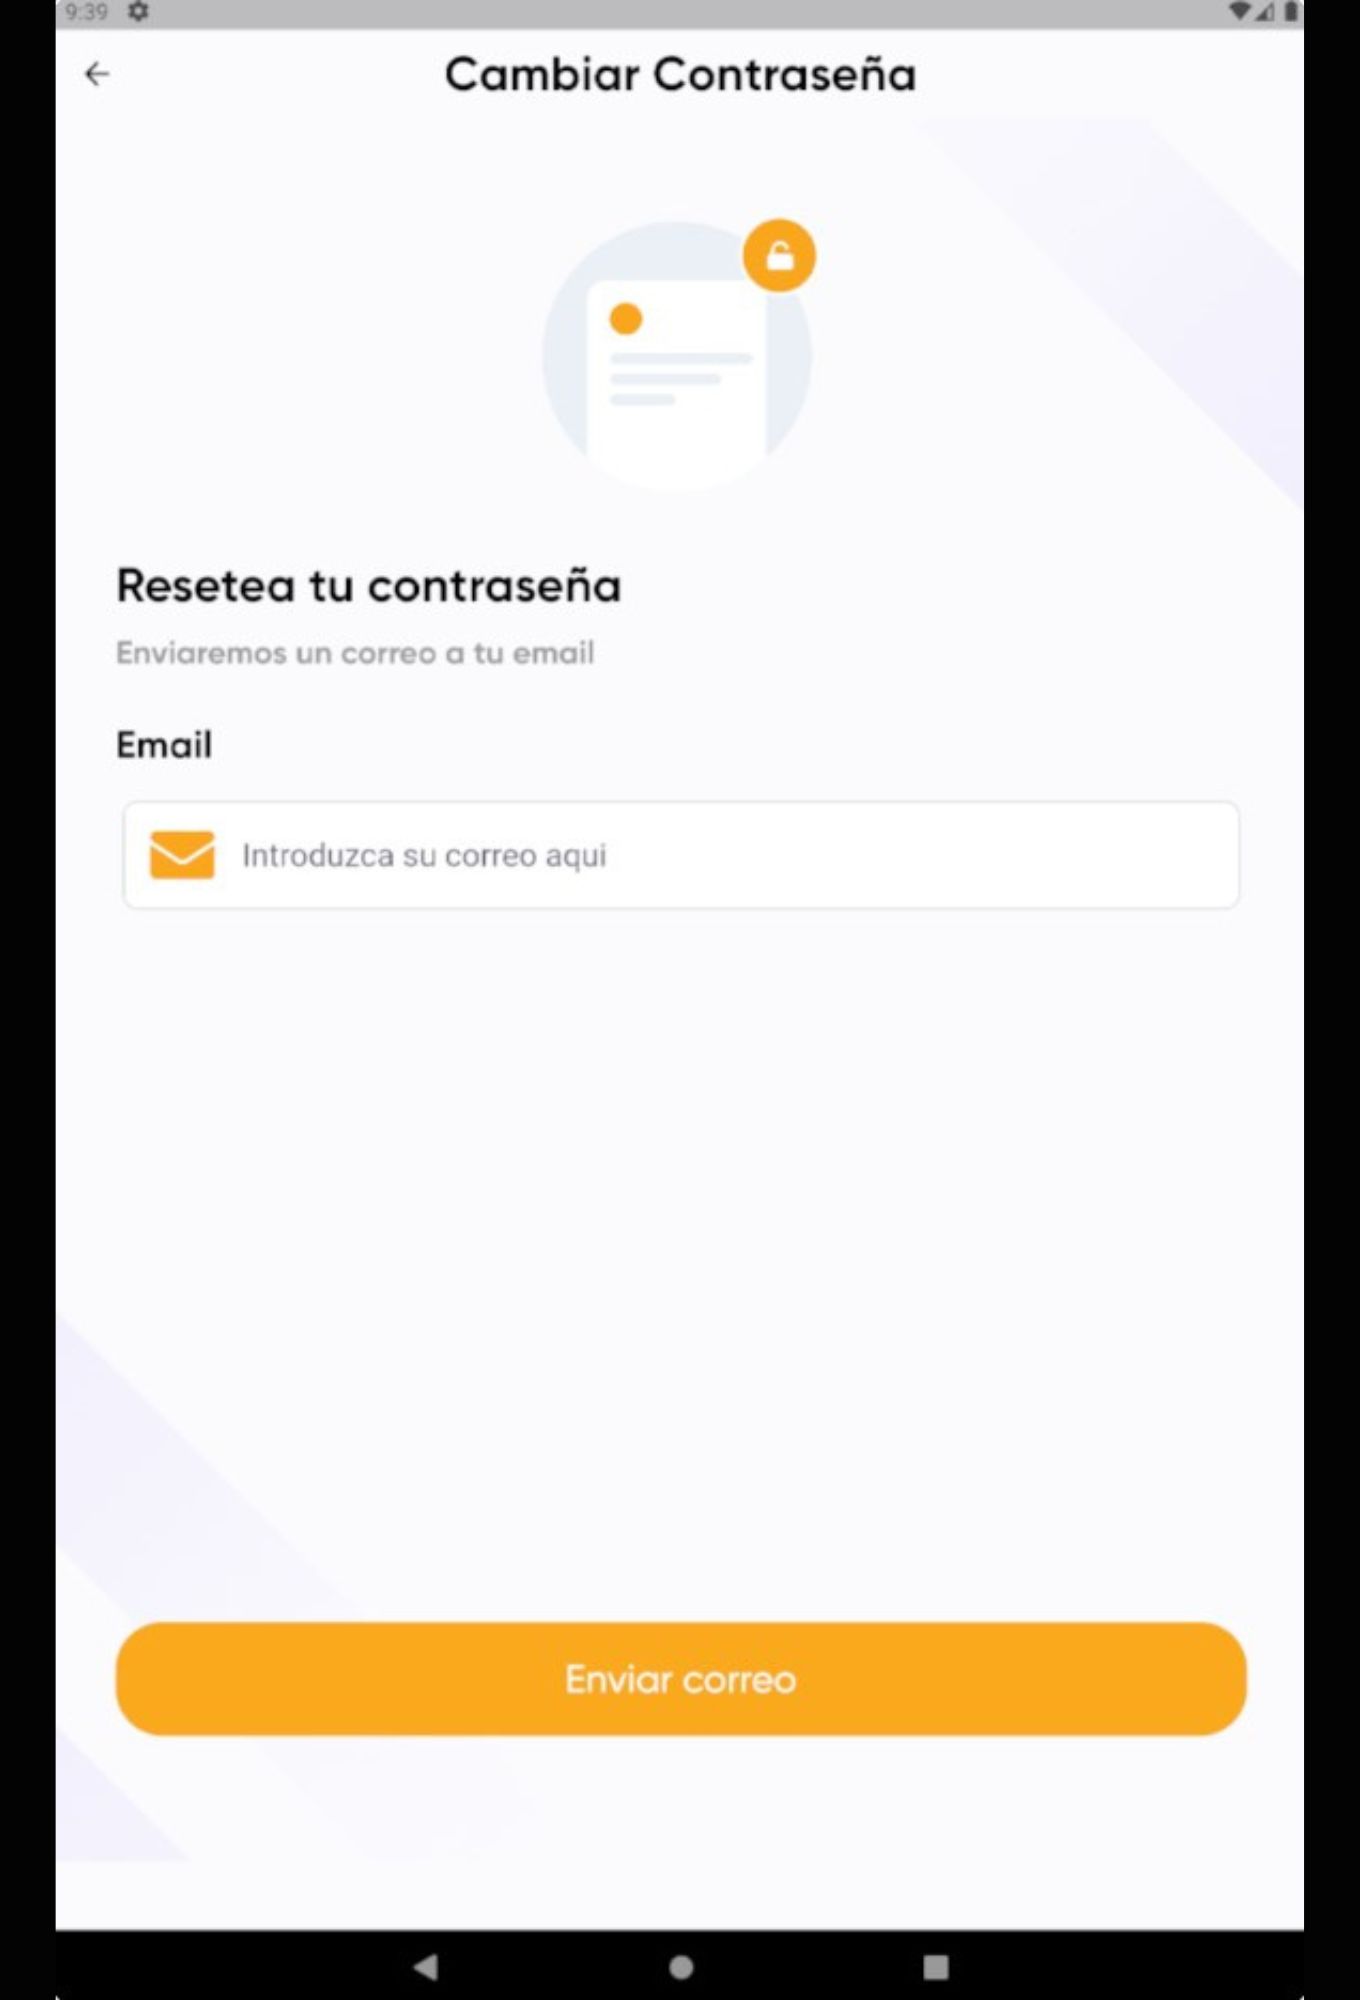 9:39
Cambiar Contraseña
Resetea tu contraseña
Enviaremos un correo a tu email
Email
Introduzca su correo aqui
Enviar correo